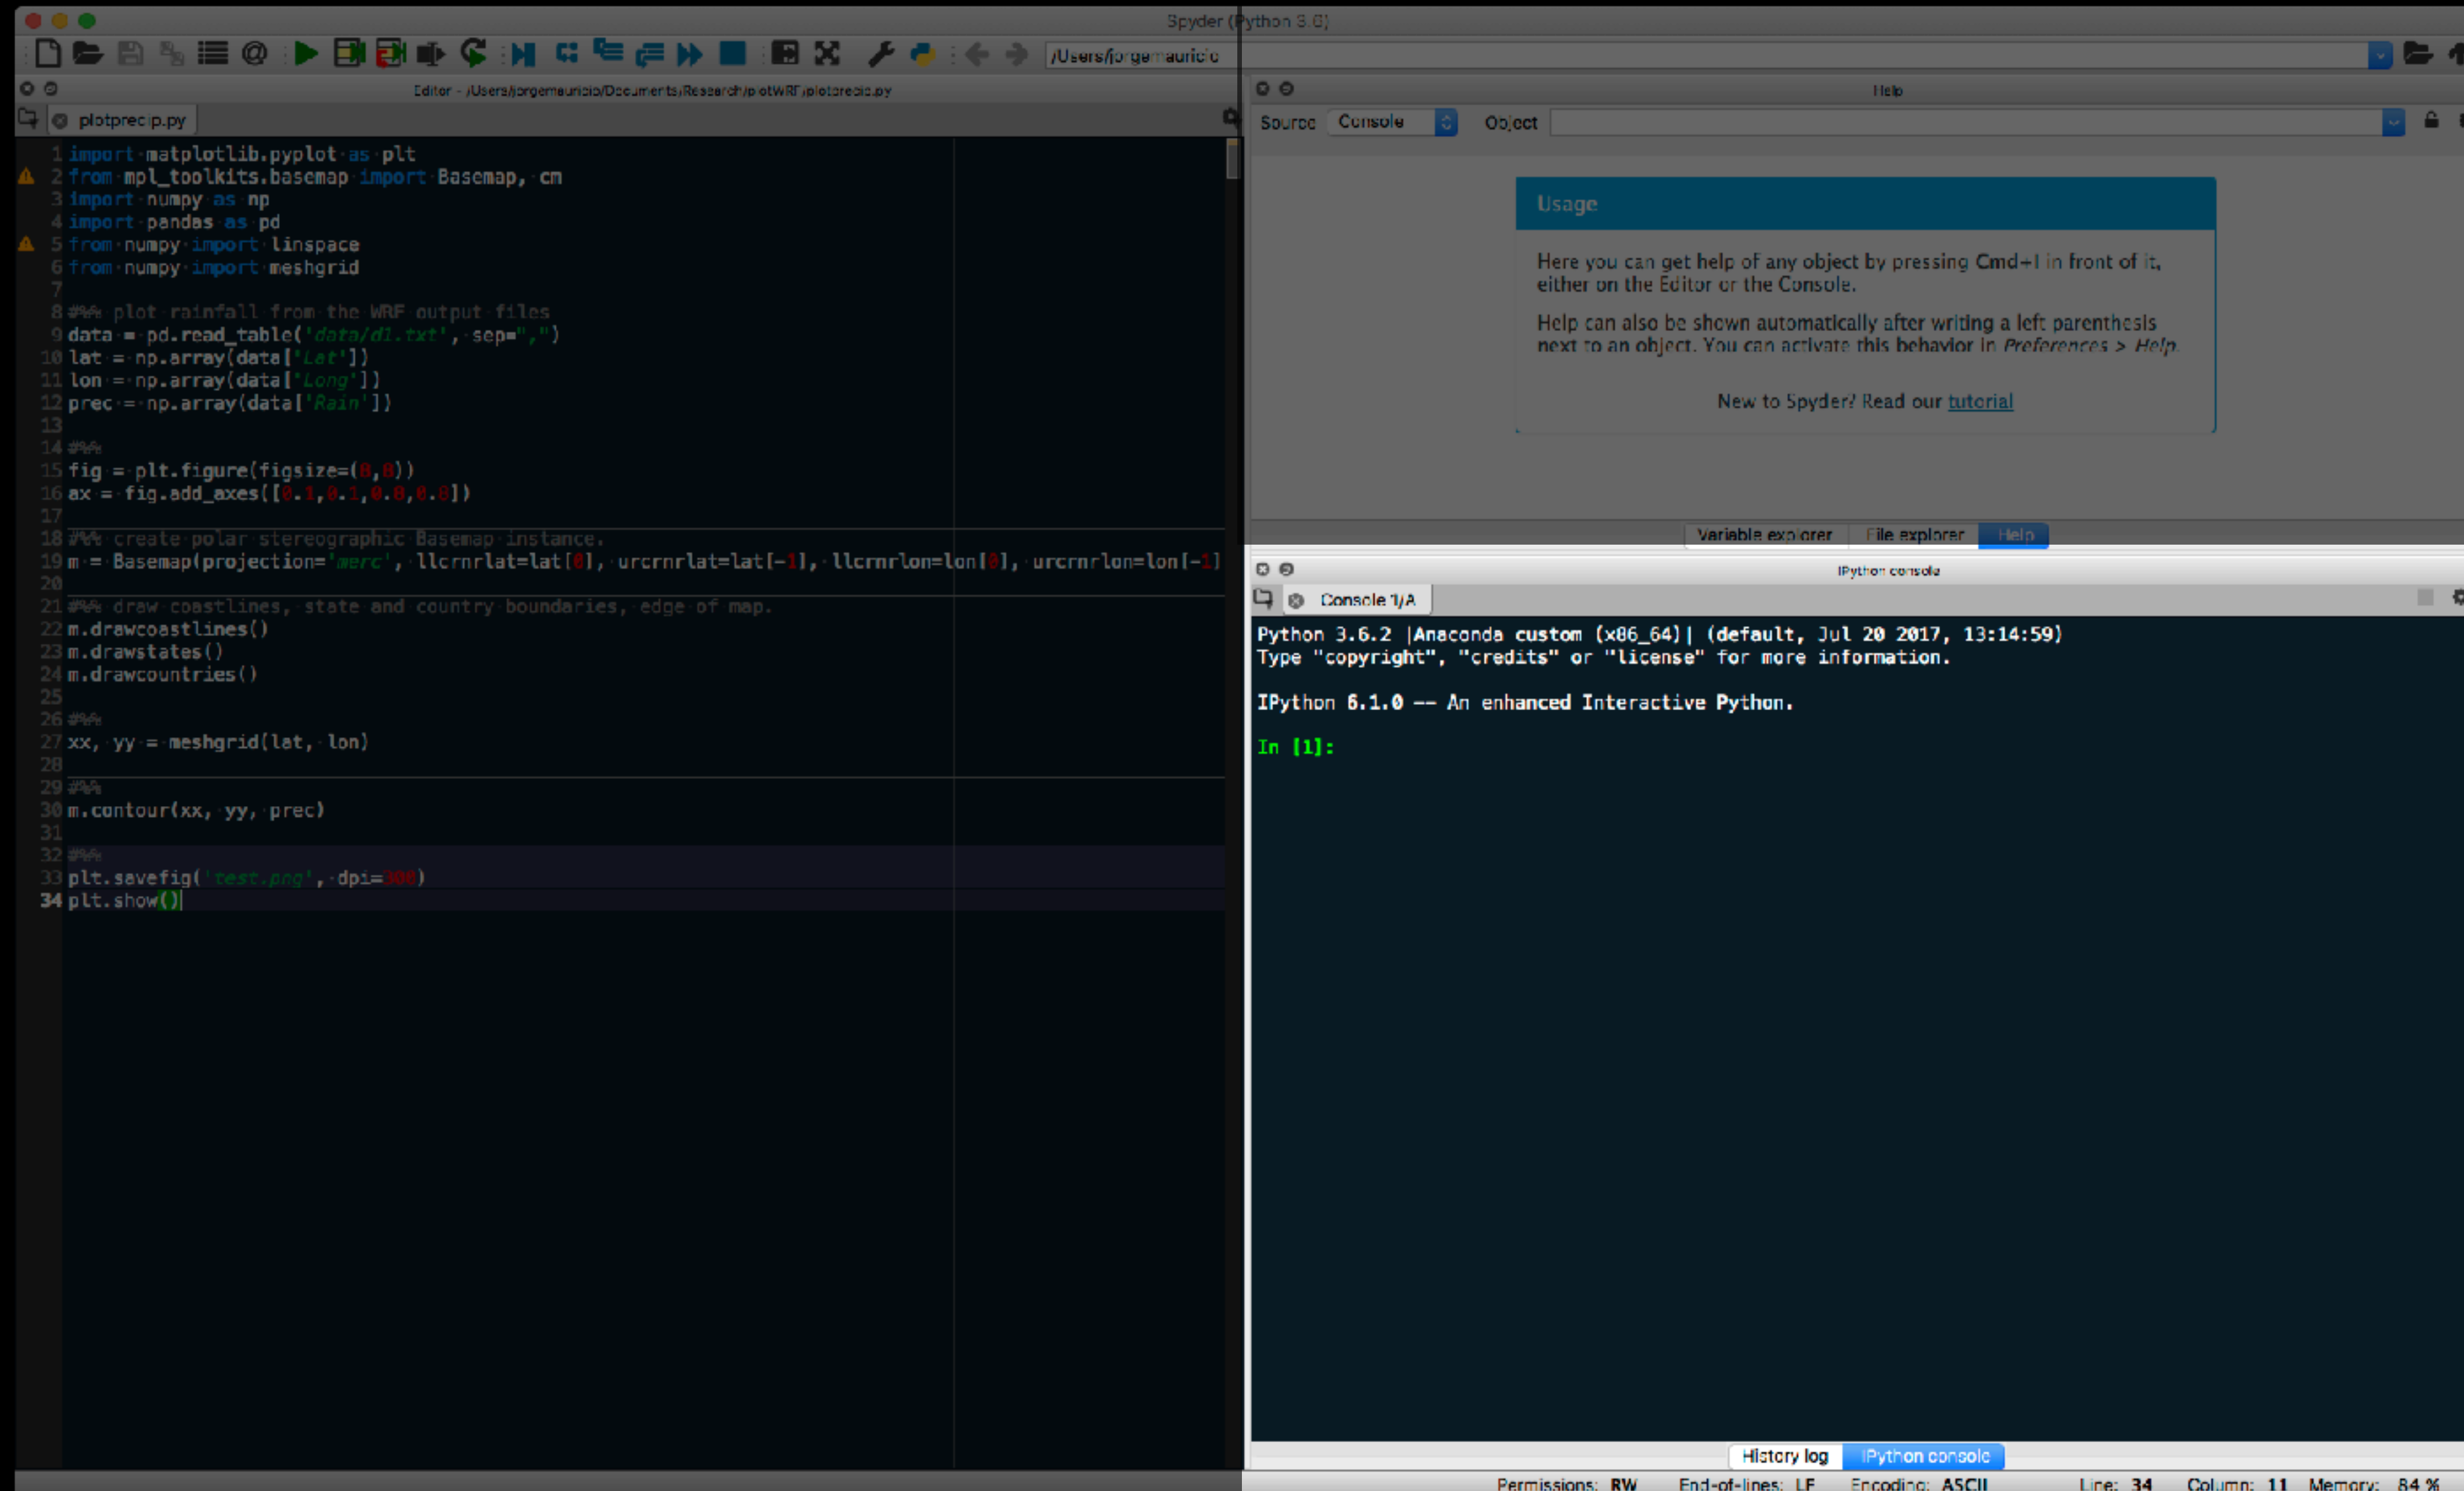 Spyder (Python 3.6)
/Users/jorgemauricio
Editor - /Users/jorgemauricio/Documents/Research/plotWRF/plotprecip.py
plotprecip.py
1 import matplotlib.pyplot as plt
2 from mpl_toolkits.basemap import Basemap, cm
3 import numpy as np
4 import pandas as pd
5 from numpy import linspace
6 from numpy import meshgrid
7
8 #%% plot rainfall from the WRF output files
9 data = pd.read_table('data/d1.txt', sep=",")
10 lat = np.array(data['Lat'])
11 lon = np.array(data['Long'])
12 prec = np.array(data['Rain'])
13
14 #%%
15 fig = plt.figure(figsize=(8,8))
16 ax = fig.add_axes([0.1,0.1,0.8,0.8])
17
18 #%% create polar stereographic Basemap instance.
19 m = Basemap(projection='merc', llcrnrlat=lat[0], urcrnrlat=lat[-1], llcrnrlon=lon[0], urcrnrlon=lon[-1]
20
21 #%% draw coastlines, state and country boundaries, edge of map.
22 m.drawcoastlines()
23 m.drawstates()
24 m.drawcountries()
25
26 #%%
27 xx, yy = meshgrid(lat, lon)
28
29 #%%
30 m.contour(xx, yy, prec)
31
32 #%%
33 plt.savefig('test.png', dpi=300)
34 plt.show()
Help
Source Console Object
Usage
Here you can get help of any object by pressing Cmd+I in front of it,
either on the Editor or the Console.
Help can also be shown automatically after writing a left parenthesis
next to an object. You can activate this behavior in Preferences > Help.
New to Spyder? Read our tutorial
Variable explorer File explorer Help
IPython console
Console 1/A
Python 3.6.2 |Anaconda custom (x86_64)| (default, Jul 20 2017, 13:14:59)
Type "copyright", "credits" or "license" for more information.
IPython 6.1.0 -- An enhanced Interactive Python.
In [1]:
History log IPython console
Permissions: RW End-of-lines: LF Encoding: ASCII Line: 34 Column: 11 Memory: 84 %